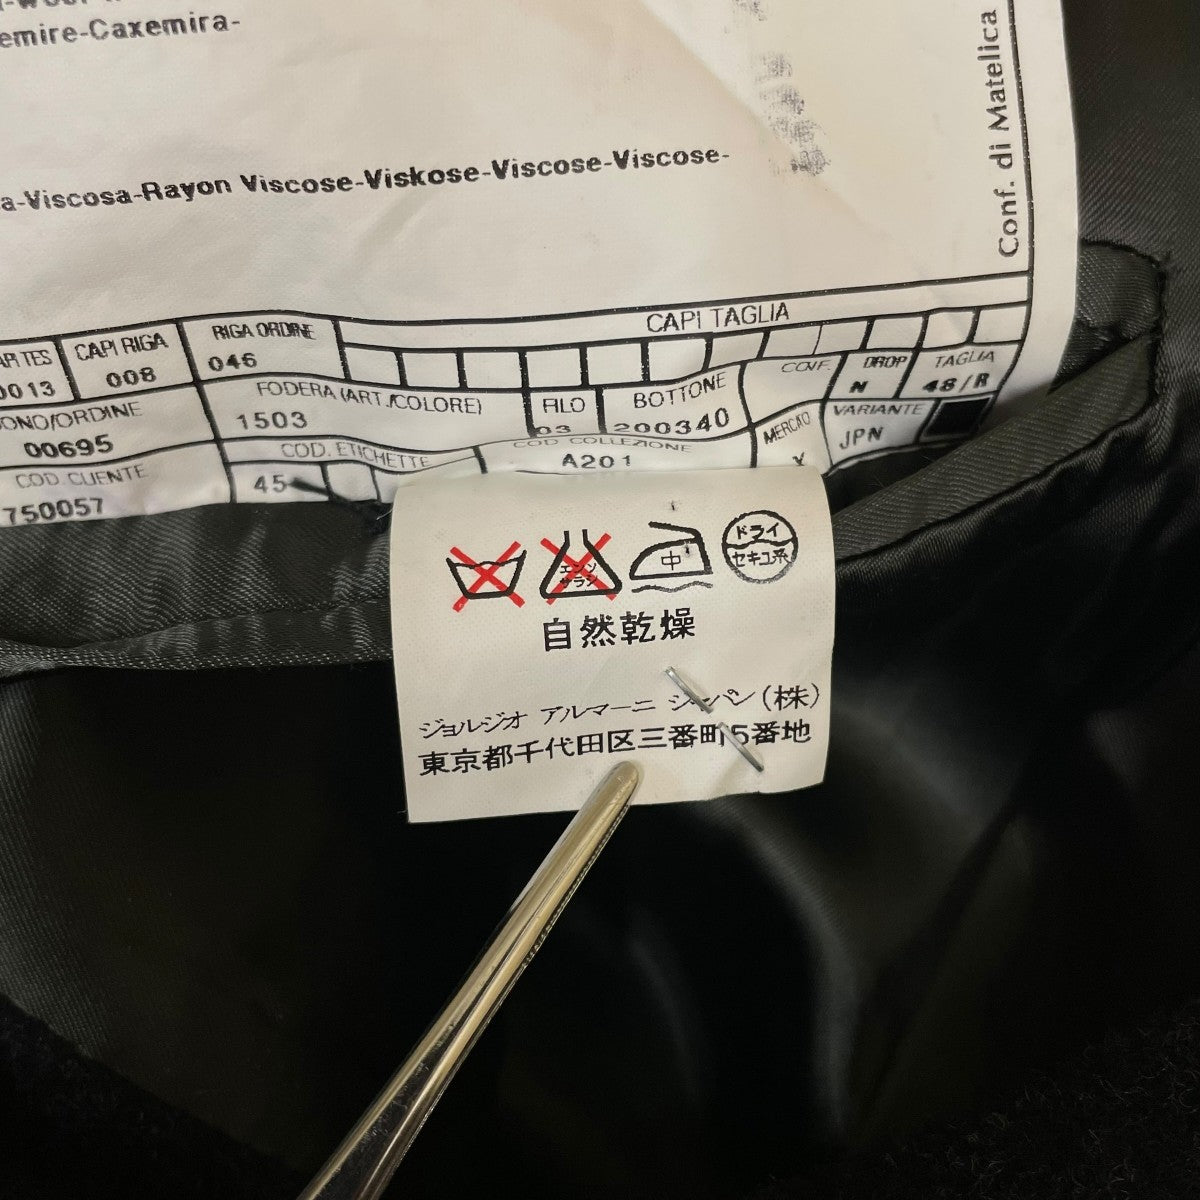 -Caxemira-
-Viscosa-Rayon Viscose-Viskose-Viscose-Viscose-
Conf. di Matelica
CAPI RIGA
008
RIGA ORDINE
046
CAPI TAGLIA
0013
ORDINE
00695
FODERA (ART./COLORE)
1503
FILO
03
BOTTONE
200340
CONF.
DROP
N
TAGLIA
48/R
COD. CLIENTE
750057
COD. ETICHETTE
45
COD COLLEZIONE
A201
MERCATO
VARIANTE
JPN
エンソ
サラシ
中
ドライ
セキユ系
自然乾燥
ジョルジオ アルマーニ ジャパン(株)
東京都千代田区三番町5番地